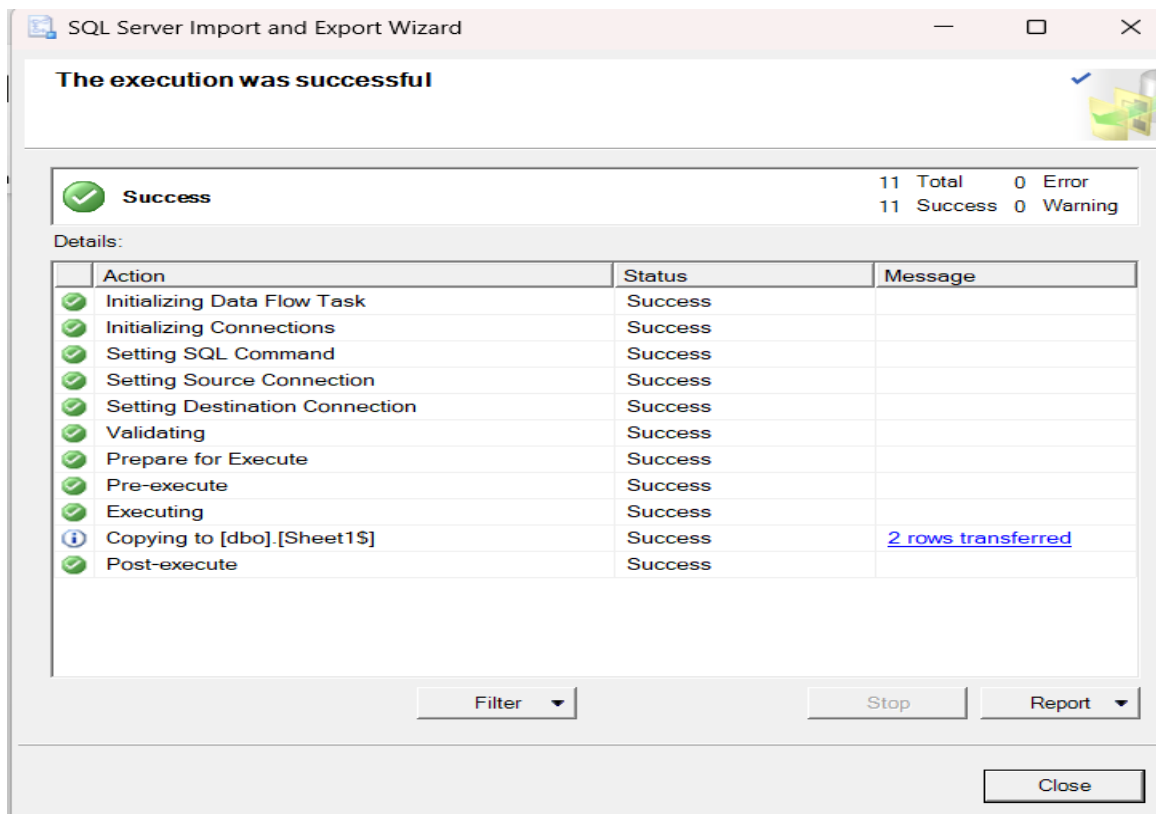 SQL Server Import and Export Wizard
The execution was successful
Success
11 Total 0 Error
11 Success 0 Warning
Details:
Action Status Message
Initializing Data Flow Task Success
Initializing Connections Success
Setting SQL Command Success
Setting Source Connection Success
Setting Destination Connection Success
Validating Success
Prepare for Execute Success
Pre-execute Success
Executing Success
Copying to [dbo].[Sheet1$] Success 2 rows transferred
Post-execute Success
Filter Stop Report
Close